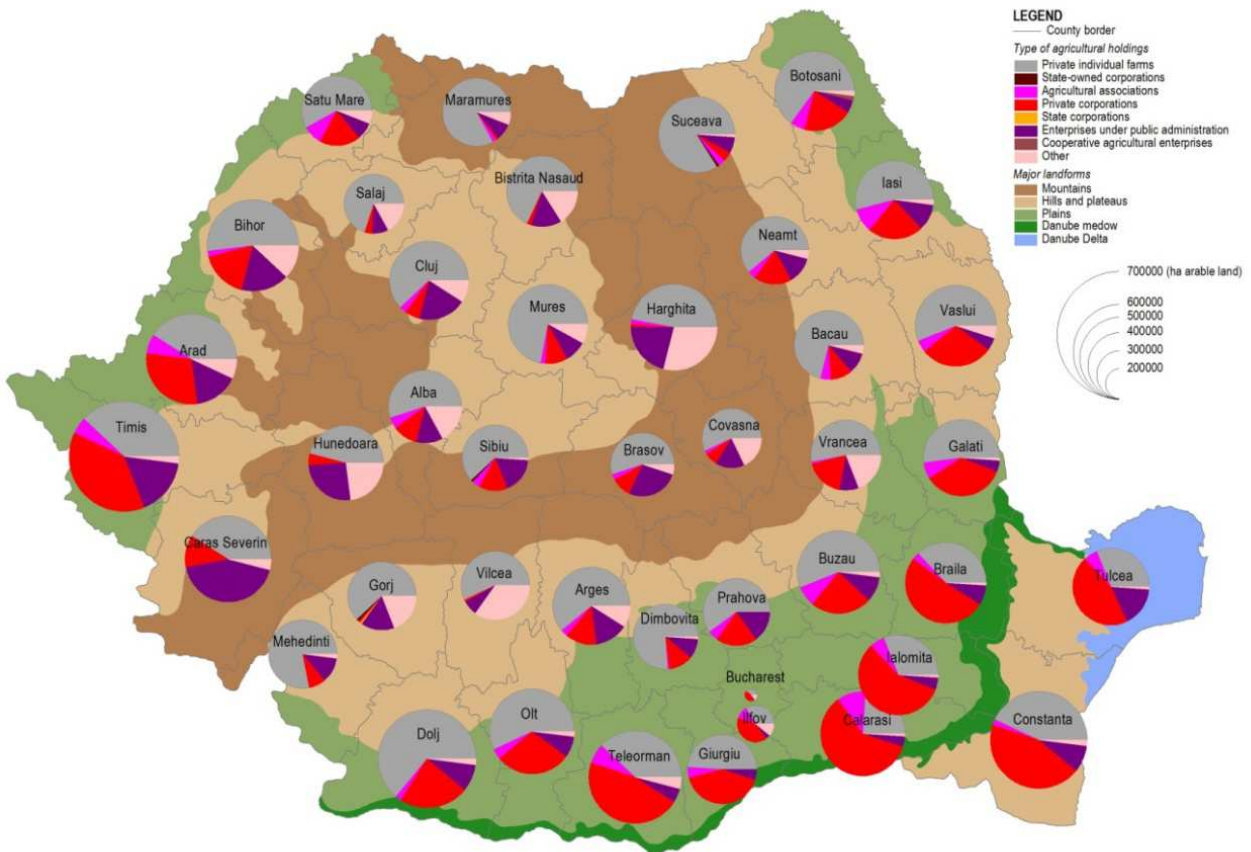 LEGEND
County border
Type of agricultural holdings
Private individual farms
State-owned corporations
Agricultural associations
Private corporations
State corporations
Enterprises under public administration
Cooperative agricultural enterprises
Other
Major landforms
Mountains
Hills and plateaus
Plains
Danube medow
Danube Delta
700000 (ha arable land)
600000
500000
400000
300000
200000
Botosani
Satu Mare
Maramures
Suceava
Bistrita Nasaud
Salaj
Iasi
Bihor
Neamt
Cluj
Mures
Harghita
Vaslui
Bacau
Arad
Alba
Timis
Covasna
Hunedoara
Sibiu
Brasov
Vrancea
Galati
Caras Severin
Buzau
Braila
Tulcea
Gorj
Vilcea
Arges
Prahova
Dimbovita
Mehedinti
Ialomita
Bucharest
Olt
Ilfov
Calarasi
Constanta
Dolj
Teleorman
Giurgiu